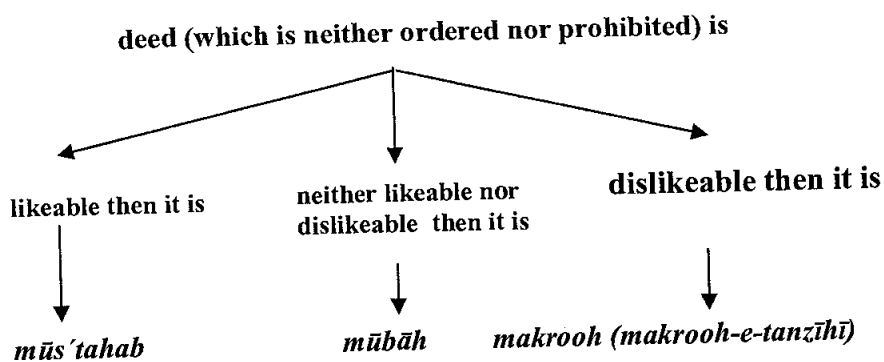 deed (which is neither ordered nor prohibited) is
likeable then it is
neither likeable nor
dislikeable then it is
dislikeable then it is
mūs´tahab
mūbāh
makrooh (makrooh-e-tanzīhī)